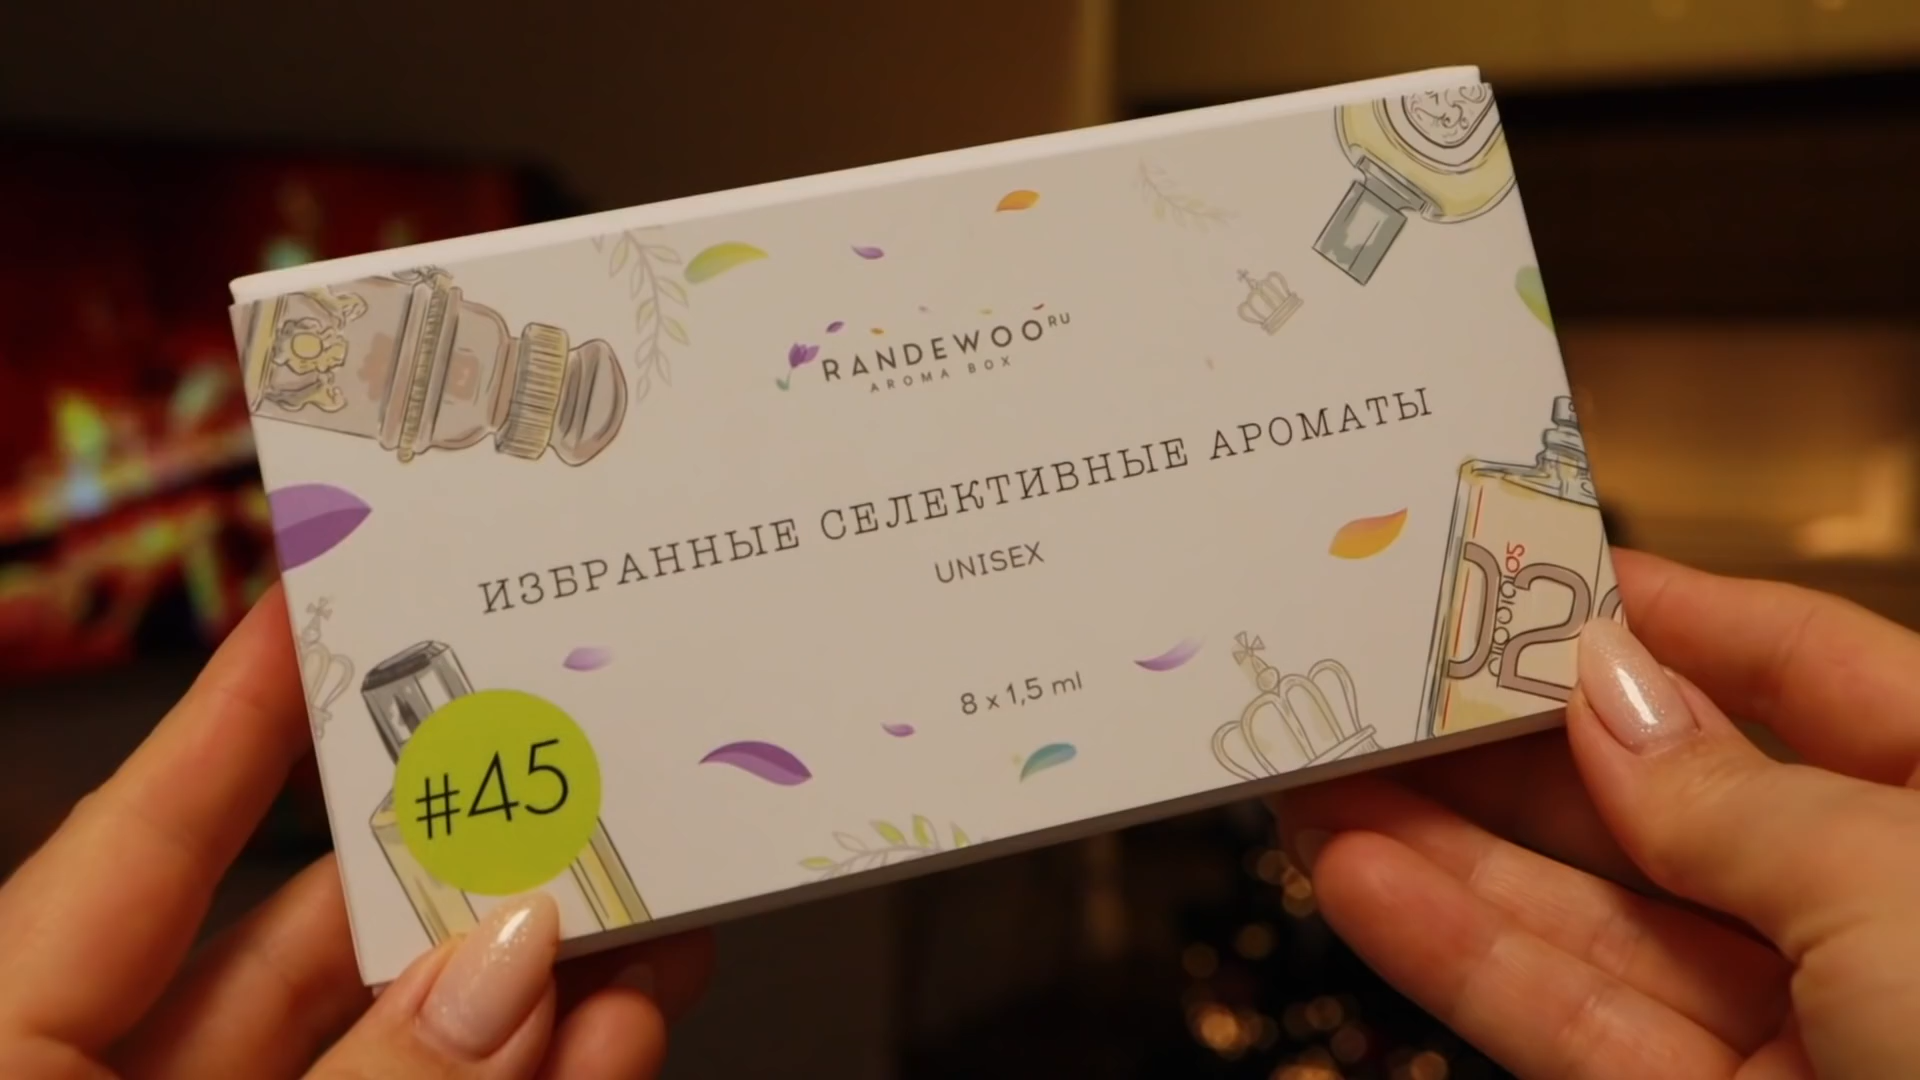 RANDEWOO RU
AROMA BOX
ИЗБРАННЫЕ СЕЛЕКТИВНЫЕ АРОМАТЫ
UNISEX
8 x 1,5 ml
#45